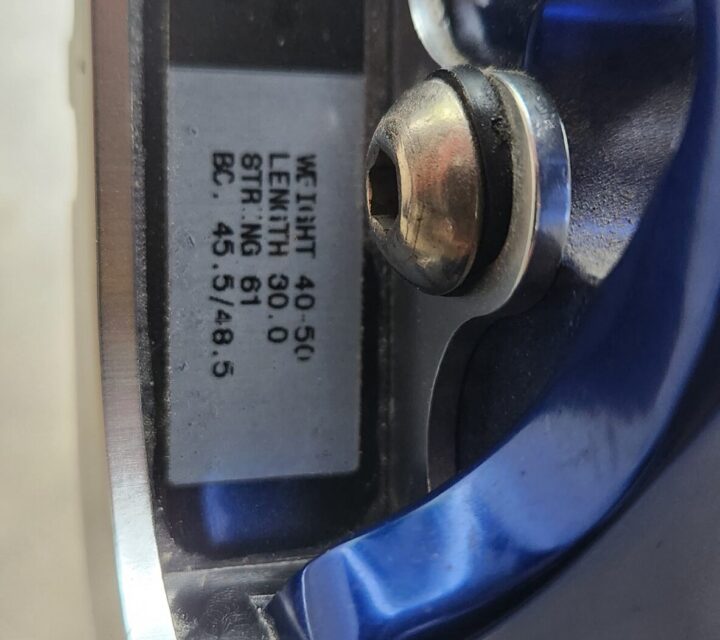 WEIGHT 40-50
LENGTH 30.0
STRING 61
BC. 45.5/48.5